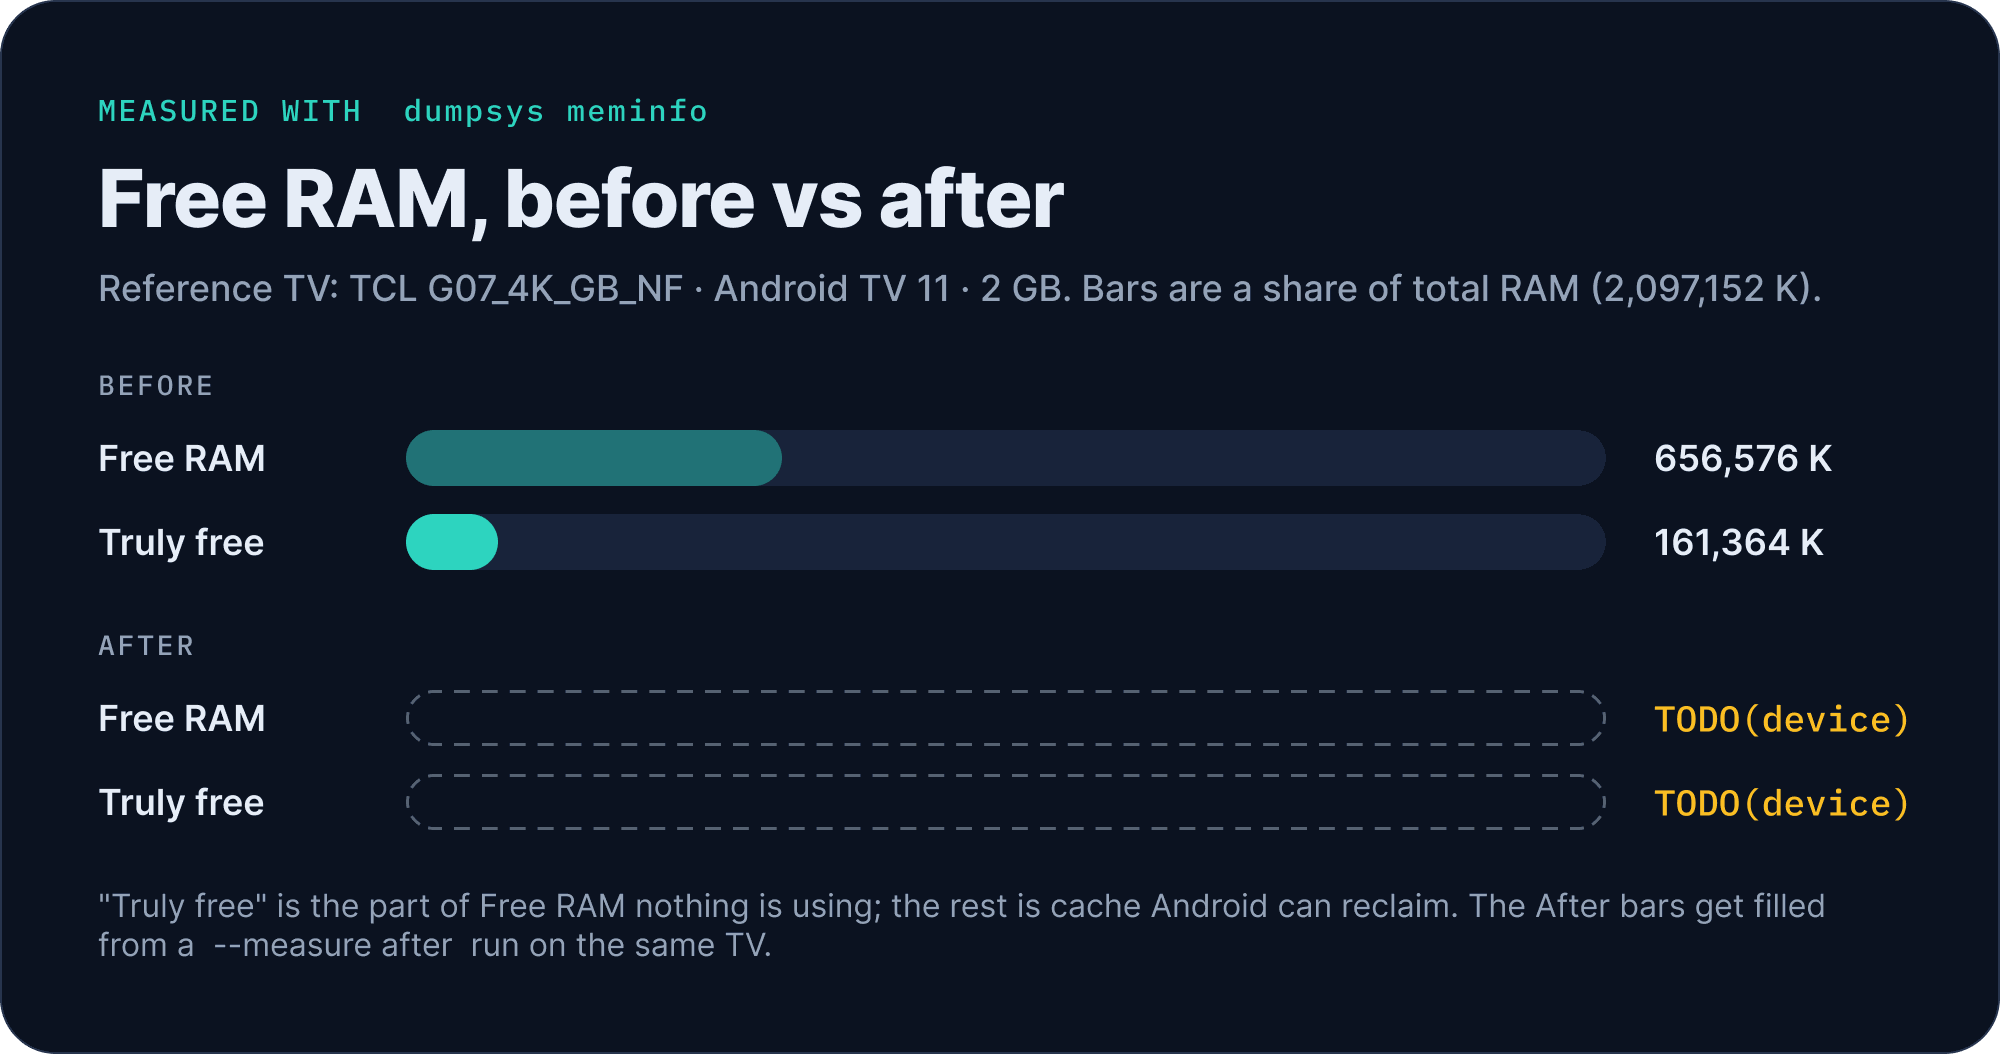 MEASURED WITH dumpsys meminfo
Free RAM, before vs after
Reference TV: TCL G07_4K_GB_NF · Android TV 11 · 2 GB. Bars are a share of total RAM (2,097,152 K).
BEFORE
Free RAM 656,576 K
Truly free 161,364 K
AFTER
Free RAM TODO(device)
Truly free TODO(device)
"Truly free" is the part of Free RAM nothing is using; the rest is cache Android can reclaim. The After bars get filled
from a --measure after run on the same TV.